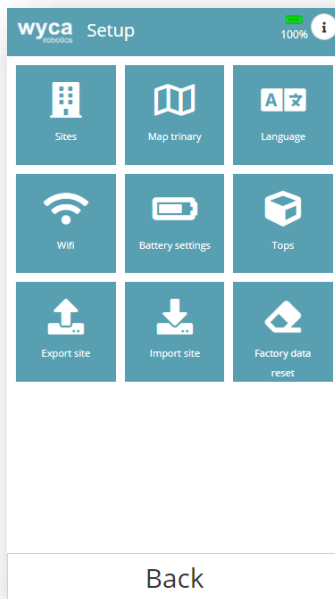 wyca
robotics
Setup
100%
i
Sites
Map trinary
A 文
Language
Wifi
Battery settings
Tops
Export site
Import site
Factory data
reset
Back